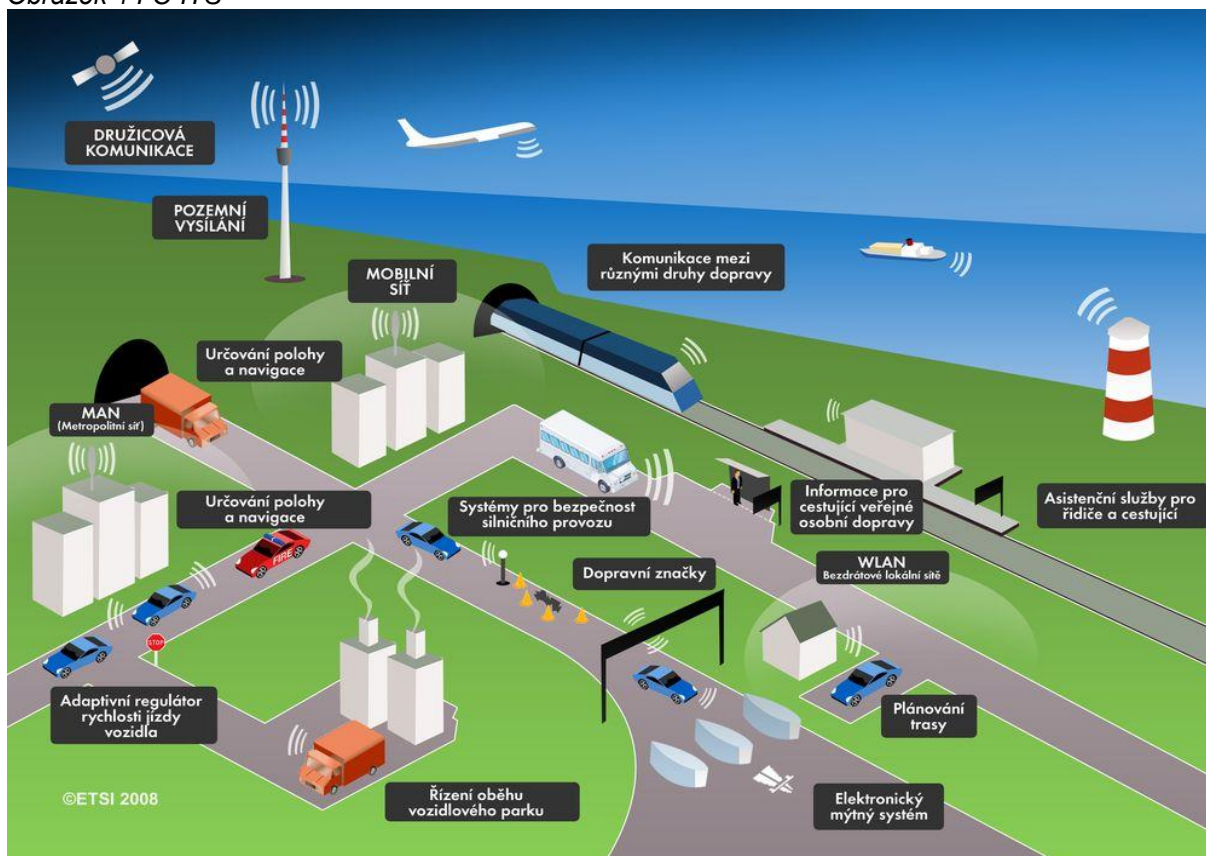 DRUŽICOVÁ
KOMUNIKACE
POZEMNÍ
VYSÍLÁNÍ
MOBILNÍ
SÍŤ
Komunikace mezi
různými druhy dopravy
Určování polohy
a navigace
MAN
(Metropolitní síť)
Určování polohy
a navigace
Systémy pro bezpečnost
silničního provozu
Informace pro
cestující veřejné
osobní dopravy
Asistenční služby pro
řidiče a cestující
FIRE
Dopravní značky
WLAN
Bezdrátové lokální sítě
STOP
Adaptivní regulátor
rychlosti jízdy
vozidla
Plánování
trasy
©ETSI 2008
Řízení oběhu
vozidlového parku
Elektronický
mýtný systém